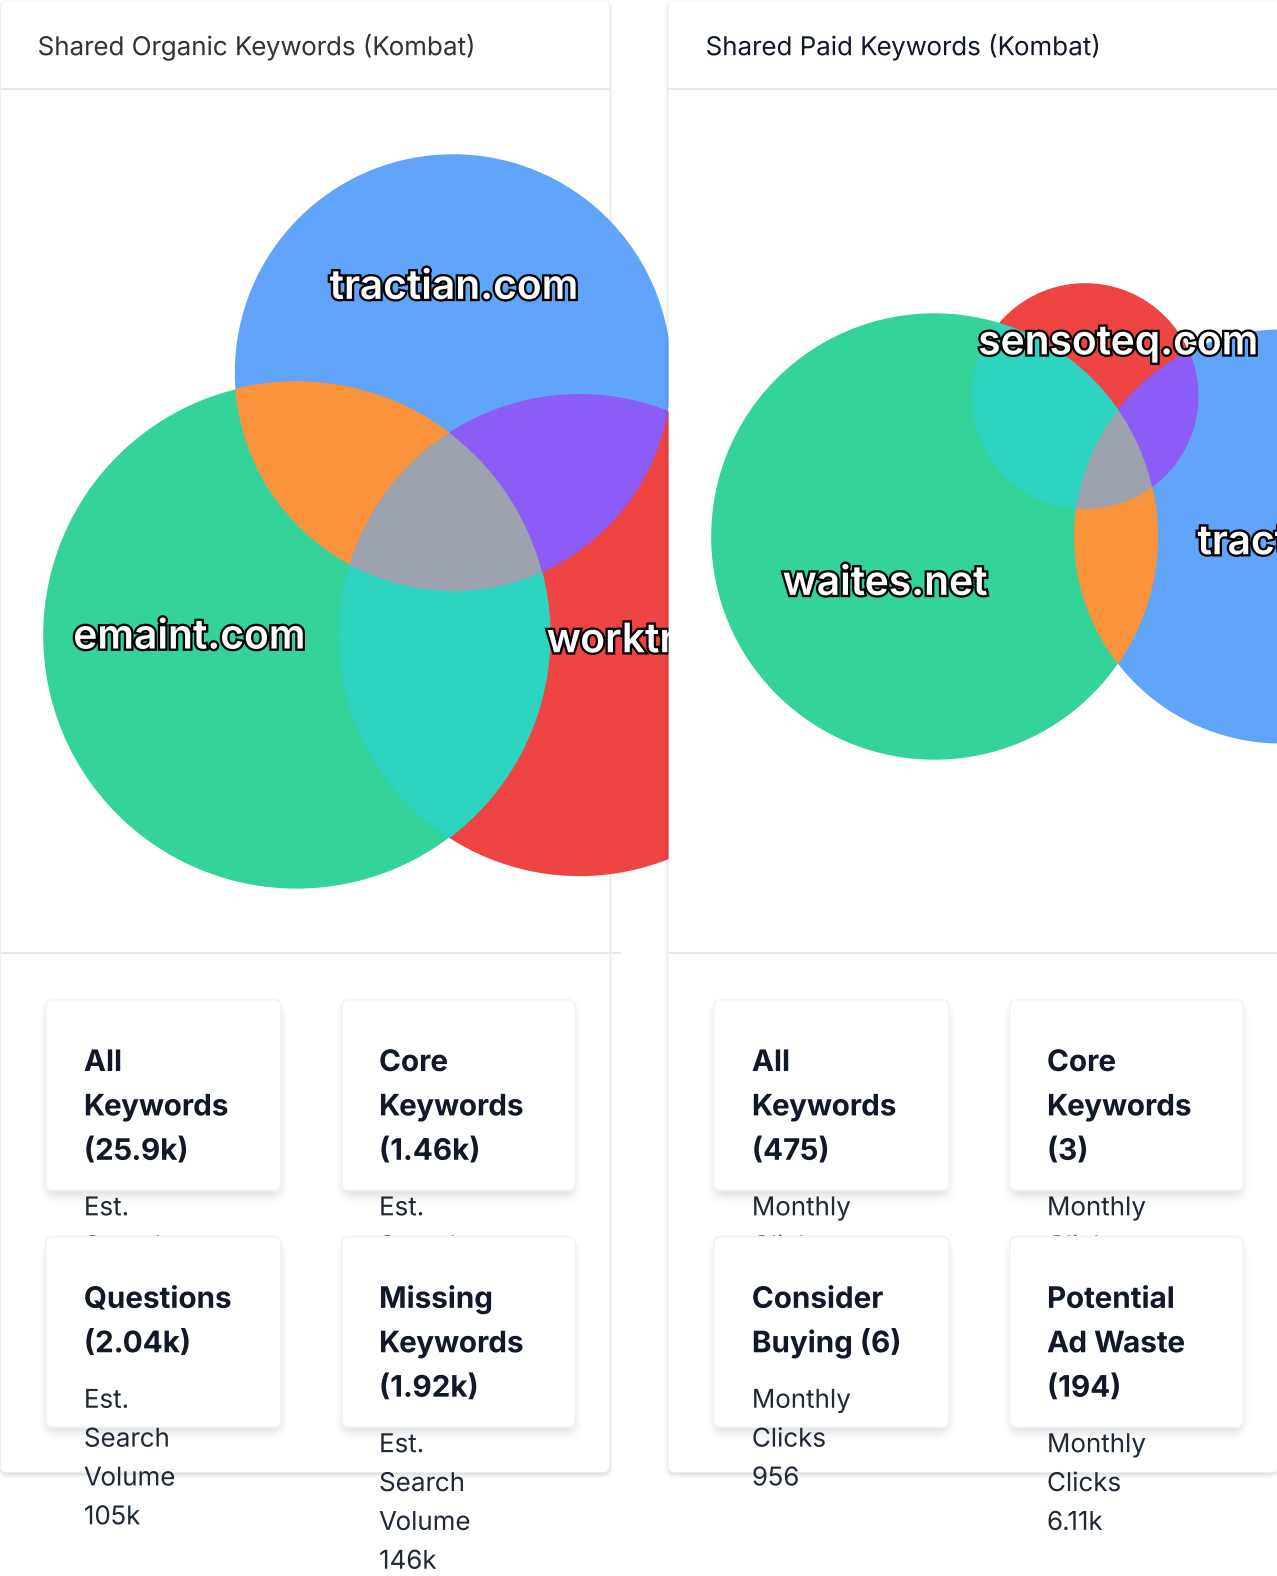 Shared Organic Keywords (Kombat)
tractian.com
emaint.com
All
Keywords
(25.9k)
Est.
Core
Keywords
(1.46k)
Est.
Questions
(2.04k)
Est.
Search
Volume
105k
Missing
Keywords
(1.92k)
Est.
Search
Volume
146k
Shared Paid Keywords (Kombat)
sensoteq.com
waites.net
All
Keywords
(475)
Monthly
Core
Keywords
(3)
Monthly
Consider
Buying (6)
Monthly
Clicks
956
Potential
Ad Waste
(194)
Monthly
Clicks
6.11k